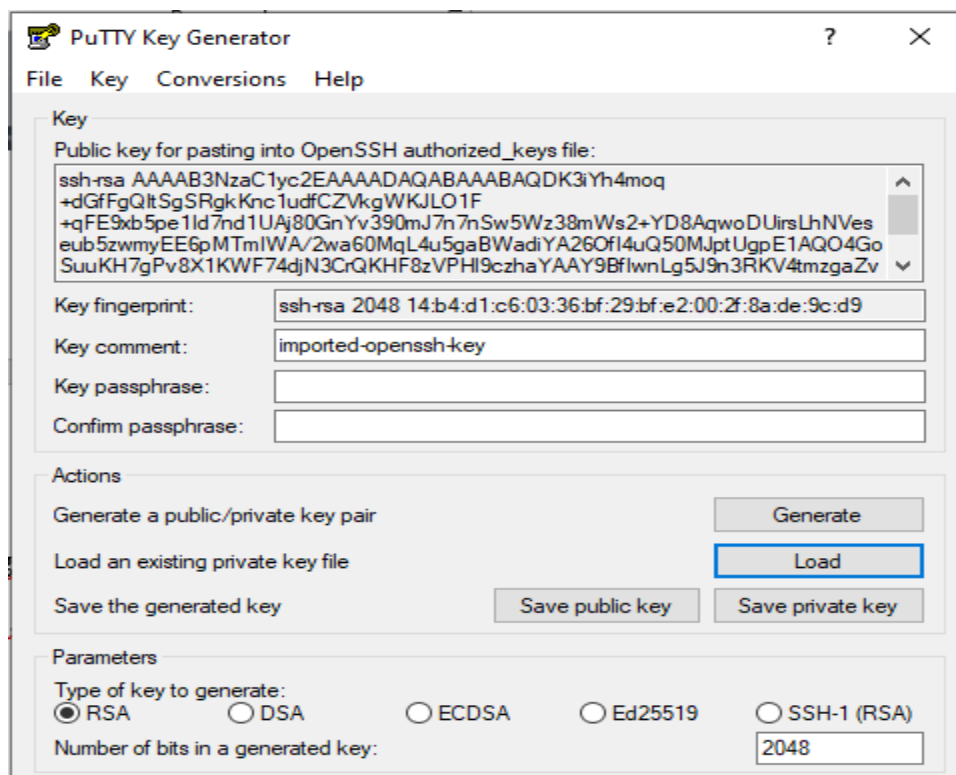 PuTTY Key Generator
? ×
File Key Conversions Help
Key
Public key for pasting into OpenSSH authorized_keys file:
ssh-rsa AAAAB3NzaC1yc2EAAAADAQABAAABAQDK3iYh4moq
+dGfFgQltSgSRgkKnc1udfCZVkgWKJLO1F
+qFE9xb5pe1ld7nd1UAj80GnYv390mJ7n7nSw5Wz38mWs2+YD8AqwoDUirsLhNVes
eub5zwmyEE6pMTmIWA/2wa60MqL4u5gaBWadiYA26OfI4uQ50MJptUgpE1AQO4Go
SuuKH7gPv8X1KWF74djN3CrQKHF8zVPHI9czhaYAAY9BfIwnLg5J9n3RKV4tmzgaZv
Key fingerprint: ssh-rsa 2048 14:b4:d1:c6:03:36:bf:29:bf:e2:00:2f:8a:de:9c:d9
Key comment: imported-openssh-key
Key passphrase:
Confirm passphrase:
Actions
Generate a public/private key pair Generate
Load an existing private key file Load
Save the generated key Save public key Save private key
Parameters
Type of key to generate:
RSA DSA ECDSA Ed25519 SSH-1 (RSA)
Number of bits in a generated key: 2048